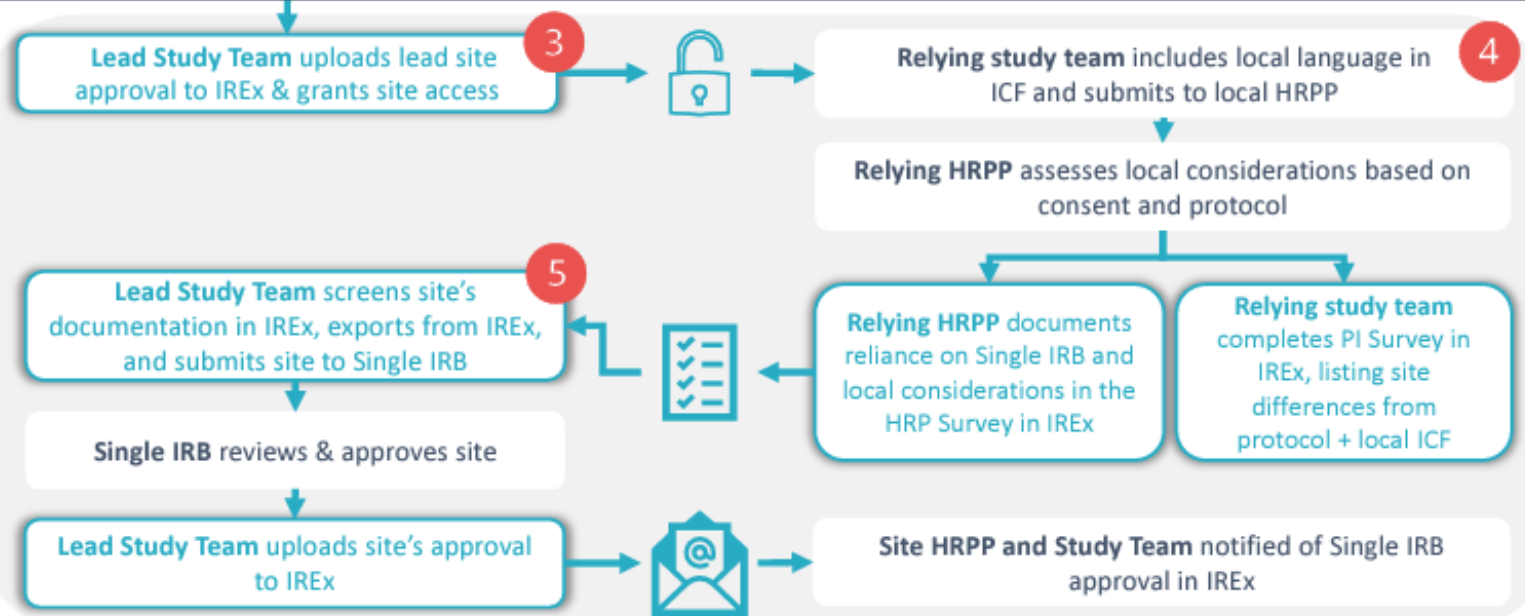 Lead Study Team uploads lead site
approval to IREx & grants site access
3
Relying study team includes local language in
ICF and submits to local HRPP
4
Relying HRPP assesses local considerations based on
consent and protocol
Relying HRPP documents
reliance on Single IRB and
local considerations in the
HRP Survey in IREx
Relying study team
completes PI Survey in
IREx, listing site
differences from
protocol + local ICF
5
Lead Study Team screens site's
documentation in IREx, exports from IREx,
and submits site to Single IRB
Single IRB reviews & approves site
Lead Study Team uploads site's approval
to IREx
@
Site HRPP and Study Team notified of Single IRB
approval in IREx